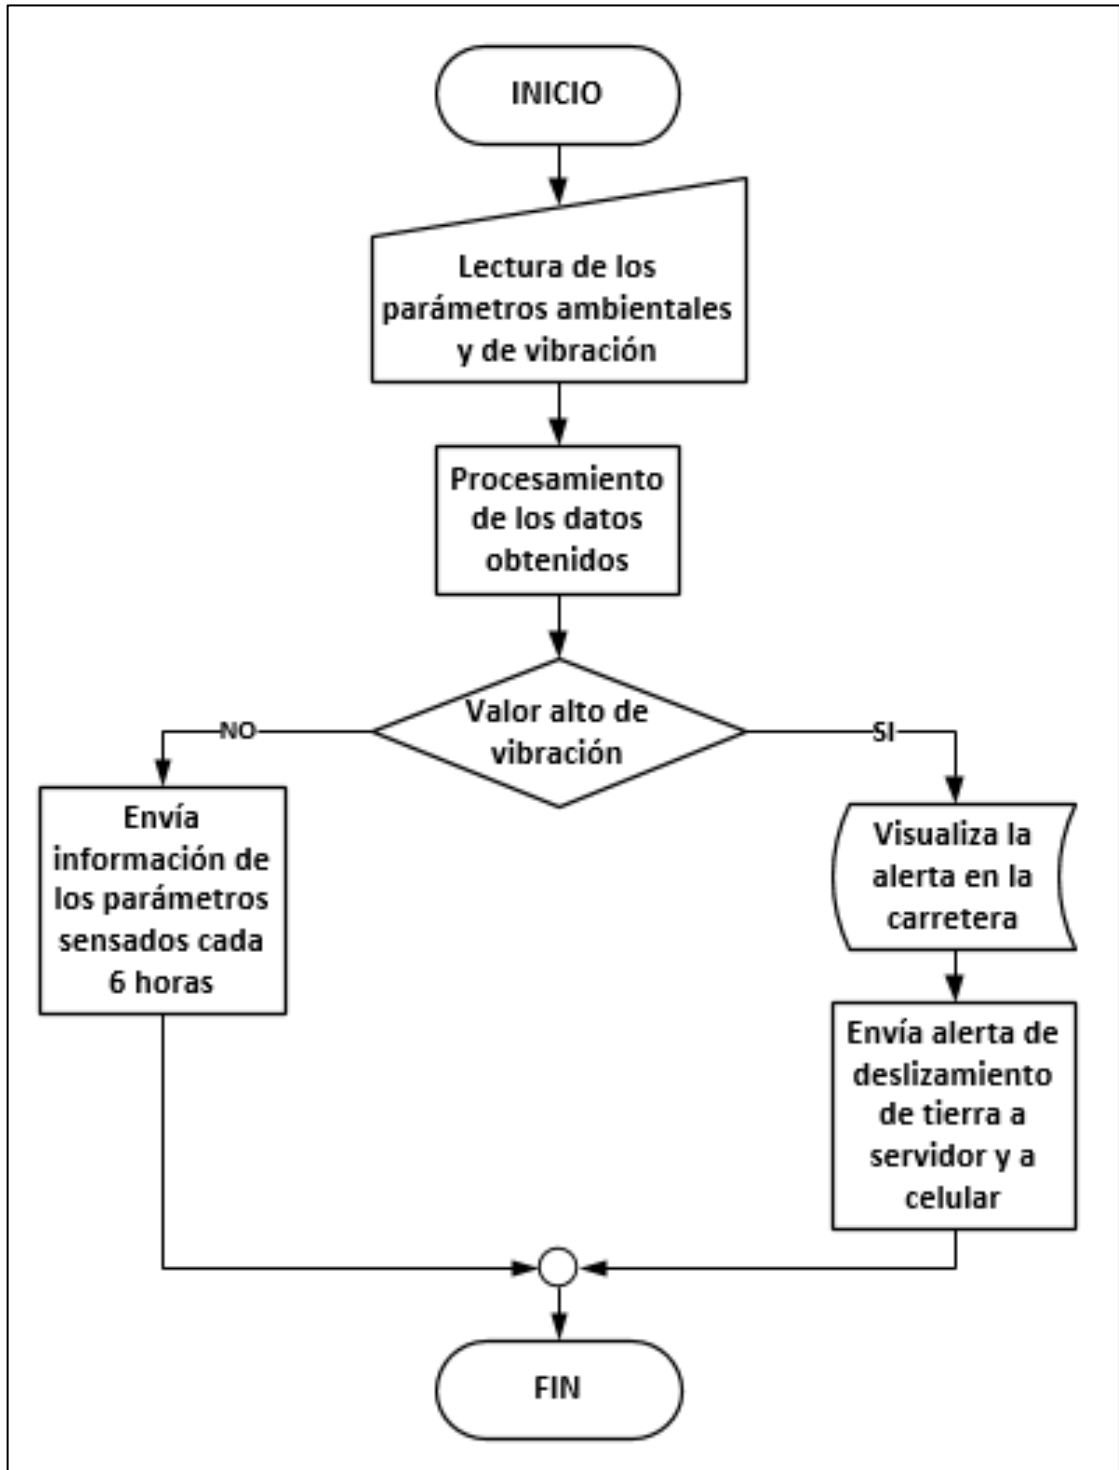 INICIO
Lectura de los
parámetros ambientales
y de vibración
Procesamiento
de los datos
obtenidos
Valor alto de
vibración
NO
SI
Envía
información de
los parámetros
sensados cada
6 horas
Visualiza la
alerta en la
carretera
Envía alerta de
deslizamiento
de tierra a
servidor y a
celular
FIN